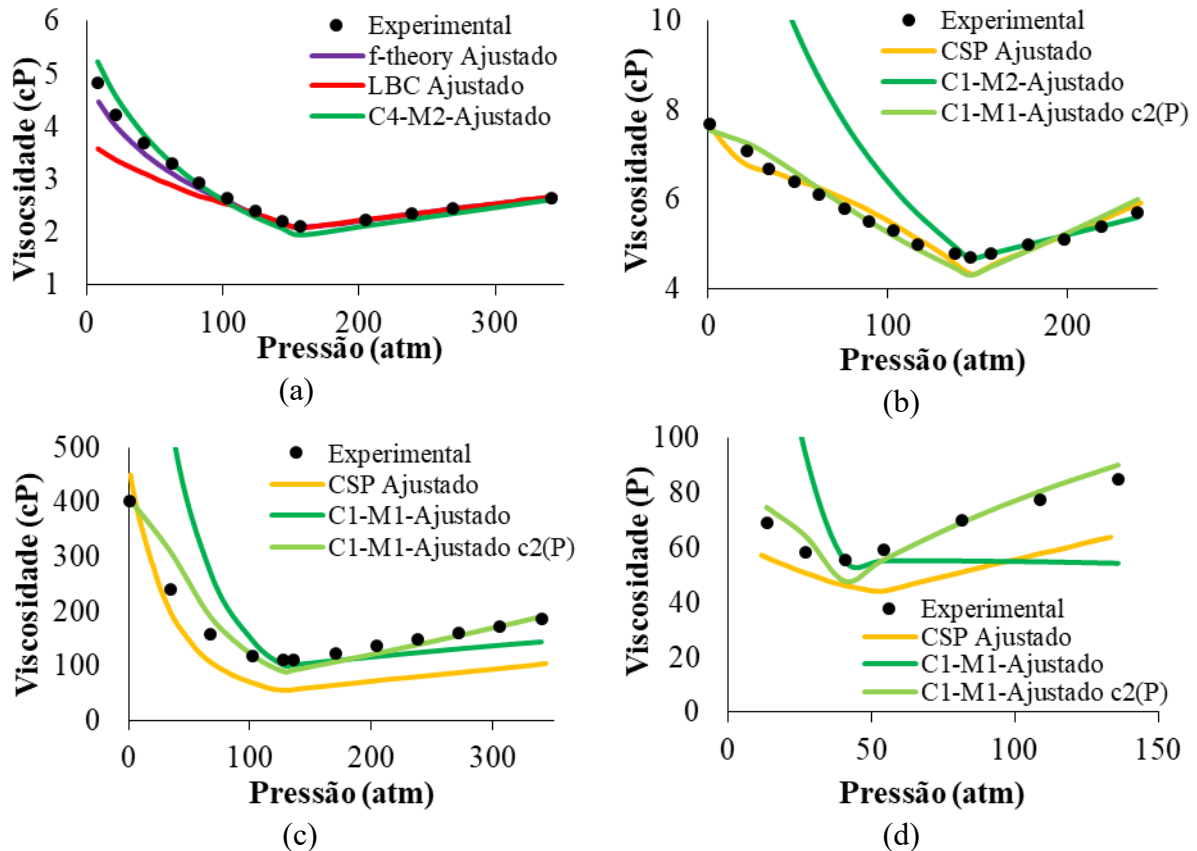 Experimental
f-theory Ajustado
LBC Ajustado
C4-M2-Ajustado
Visocsidade (cP)
6
5
4
3
2
1
0
100
200
300
Pressão (atm)
(a)
Experimental
CSP Ajustado
C1-M2-Ajustado
C1-M1-Ajustado c2(P)
Viscosidade (cP)
10
8
6
4
0
100
200
Pressão (atm)
(b)
Experimental
CSP Ajustado
C1-M1-Ajustado
C1-M1-Ajustado c2(P)
Viscosidade (cP)
500
400
300
200
100
0
0
100
200
300
Pressão (atm)
(c)
Viscosidade (P)
100
80
60
40
20
0
Experimental
CSP Ajustado
C1-M1-Ajustado
C1-M1-Ajustado c2(P)
0
50
100
150
Pressão (atm)
(d)